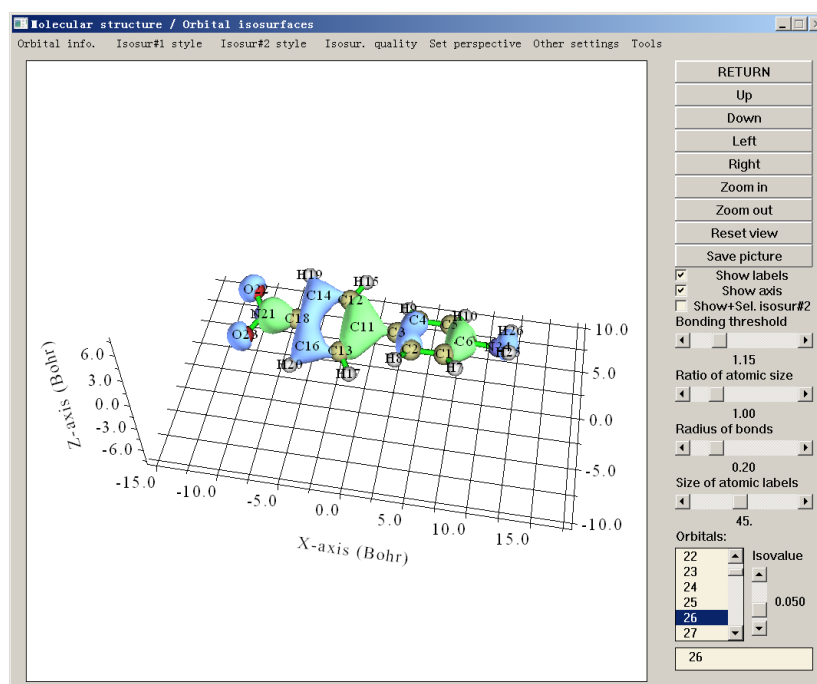 Molecular structure / Orbital isosurfaces
Orbital info. Isosur#1 style Isosur#2 style Isosur. quality Set perspective Other settings Tools
RETURN
Up
Down
Left
Right
Zoom in
Zoom out
Reset view
Save picture
Show labels
Show axis
Show+Sel. isosur#2
Bonding threshold
1.15
Ratio of atomic size
1.00
Radius of bonds
0.20
Size of atomic labels
45.
Orbitals:
22
23
24
25
26
27
Isovalue
0.050
26
H19 H15
O22 C14 C12
N21 C18 C11
O23 C16 C13
H20 H17
H9 H10
C4 C5
C3 C2 C1 C6
H8 H7
H26
H25
10.0
5.0
0.0
-5.0
-10.0
6.0
3.0
0.0
-3.0
-6.0
Z-axis (Bohr)
-15.0 -10.0 -5.0 0.0 5.0 10.0 15.0
X-axis (Bohr)